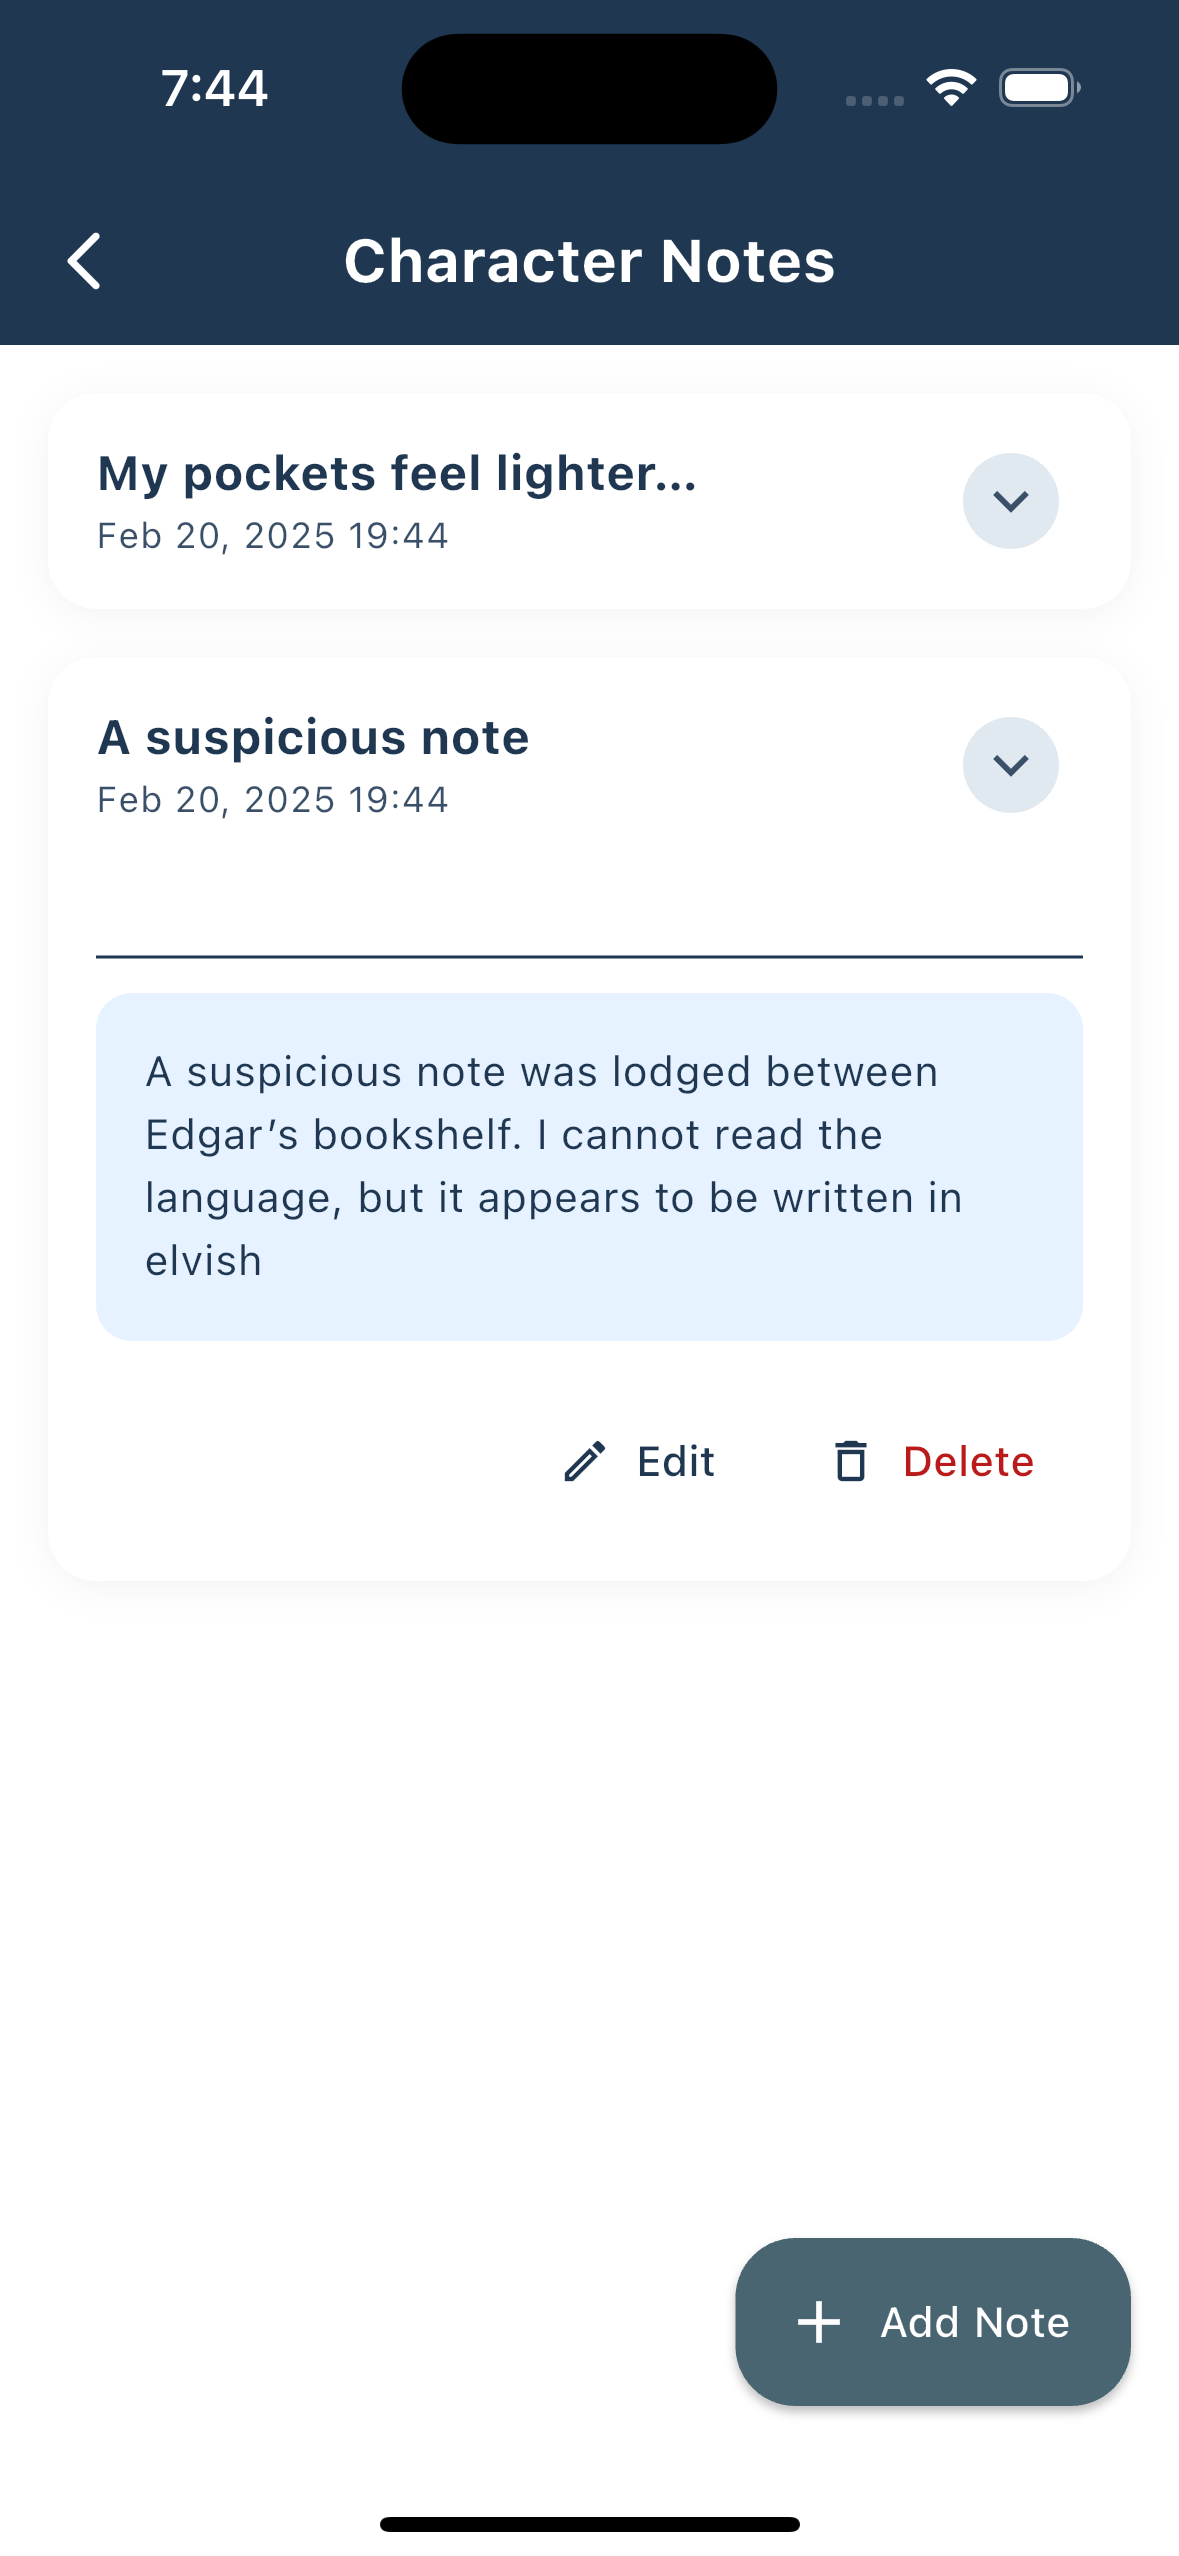 7:44
Character Notes
My pockets feel lighter...
Feb 20, 2025 19:44
A suspicious note
Feb 20, 2025 19:44
A suspicious note was lodged between
Edgar’s bookshelf. I cannot read the
language, but it appears to be written in
elvish
Edit Delete
Add Note